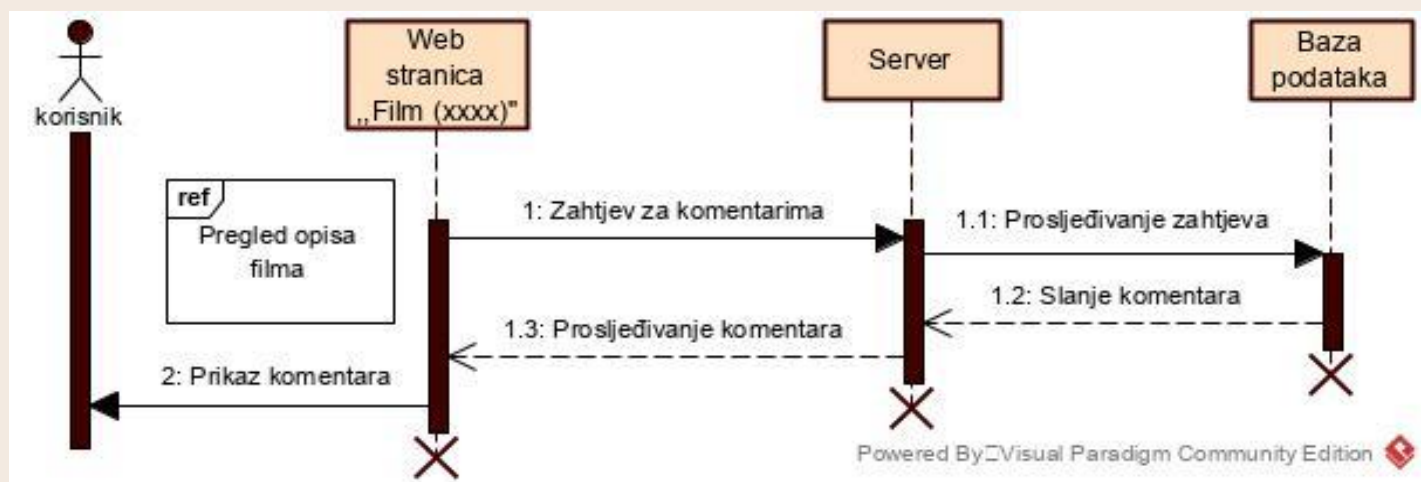 korisnik
Web
stranica
,,Film (xxxx)"
Server
Baza
podataka
ref
Pregled opisa
filma
1: Zahtjev za komentarima
1.1: Prosljeđivanje zahtjeva
1.2: Slanje komentara
1.3: Prosljeđivanje komentara
2: Prikaz komentara
Powered By Visual Paradigm Community Edition